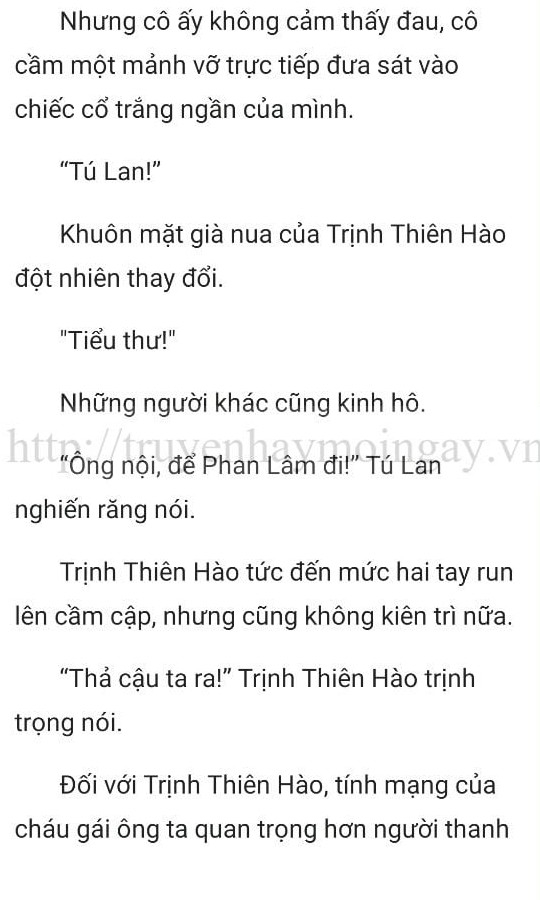 Nhưng cô ấy không cảm thấy đau, cô
cầm một mảnh vỡ trực tiếp đưa sát vào
chiếc cổ trắng ngần của mình.
“Tú Lan!”
Khuôn mặt già nua của Trịnh Thiên Hào
đột nhiên thay đổi.
"Tiểu thư!"
Những người khác cũng kinh hô.
http://truyenhaymoingay.vn
“Ông nội, để Phan Lâm đi!” Tú Lan
nghiến răng nói.
Trịnh Thiên Hào tức đến mức hai tay run
lên cầm cập, nhưng cũng không kiên trì nữa.
“Thả cậu ta ra!” Trịnh Thiên Hào trịnh
trọng nói.
Đối với Trịnh Thiên Hào, tính mạng của
cháu gái ông ta quan trọng hơn người thanh